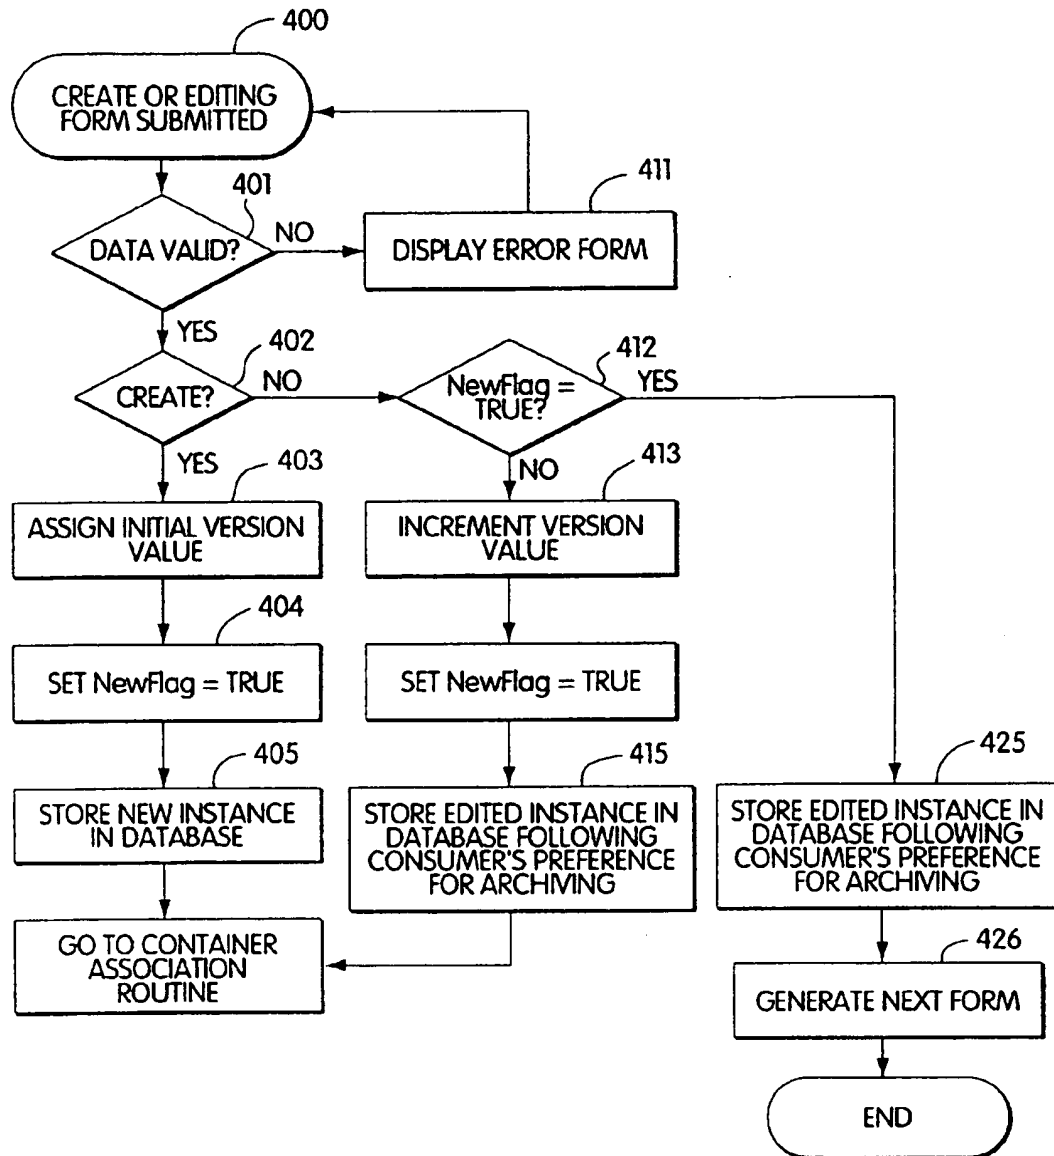 400
CREATE OR EDITING
FORM SUBMITTED
401
DATA VALID?
NO
411
DISPLAY ERROR FORM
YES
402
CREATE?
NO
412
NewFlag =
TRUE?
YES
YES
403
ASSIGN INITIAL VERSION
VALUE
NO
413
INCREMENT VERSION
VALUE
404
SET NewFlag = TRUE
SET NewFlag = TRUE
405
STORE NEW INSTANCE
IN DATABASE
415
STORE EDITED INSTANCE IN
DATABASE FOLLOWING
CONSUMER'S PREFERENCE
FOR ARCHIVING
425
STORE EDITED INSTANCE IN
DATABASE FOLLOWING
CONSUMER'S PREFERENCE
FOR ARCHIVING
GO TO CONTAINER
ASSOCIATION
ROUTINE
426
GENERATE NEXT FORM
END